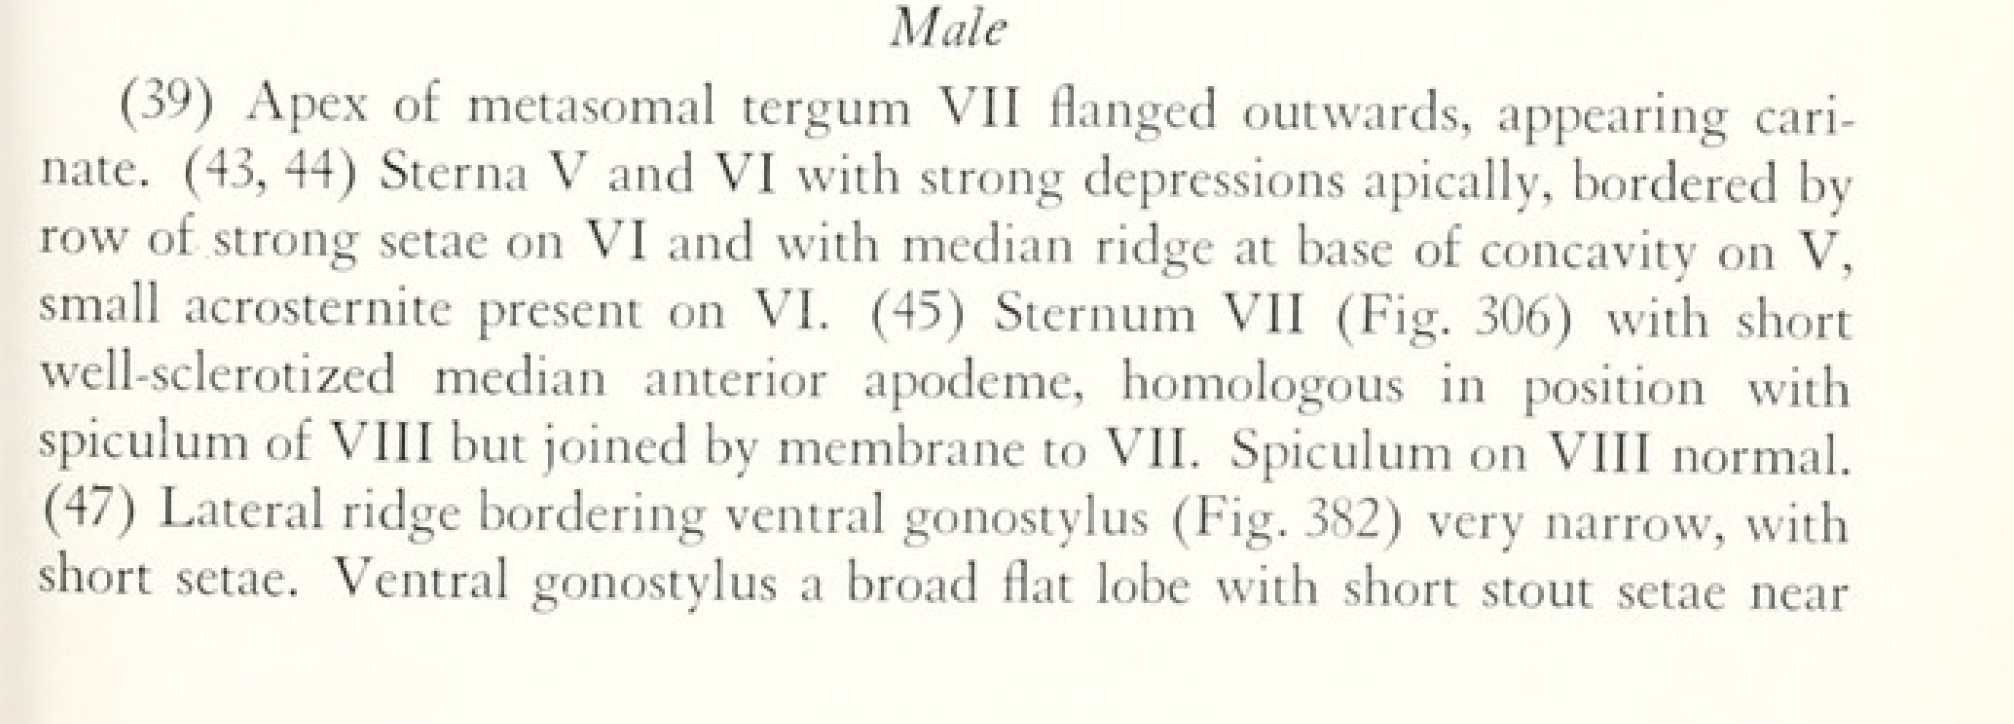 Male
(39) Apex of metasomal tergum VII flanged outwards, appearing cari-
nate. (43, 44) Sterna V and VI with strong depressions apically, bordered by
row of strong setae on VI and with median ridge at base of concavity on V,
small acrosternite present on VI. (45) Sternum VII (Fig. 306) with short
well-sclerotized median anterior apodeme, homologous in position with
spiculum of VIII but joined by membrane to VII. Spiculum on VIII normal.
(47) Lateral ridge bordering ventral gonostylus (Fig. 382) very narrow, with
short setae. Ventral gonostylus a broad flat lobe with short stout setae near